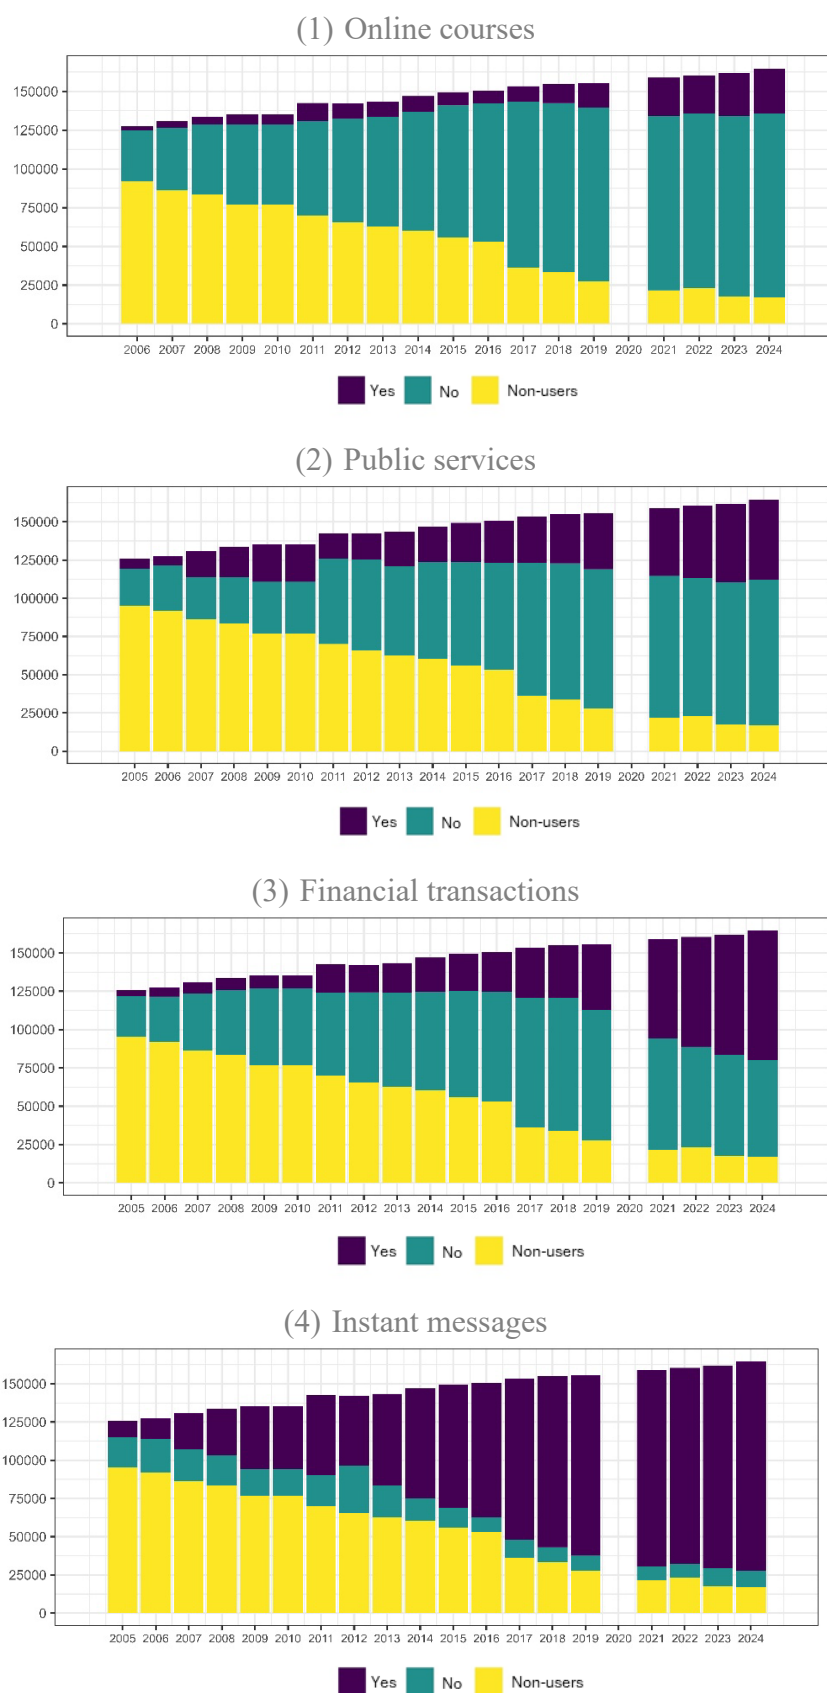 (1) Online courses
150000
125000
100000
75000
50000
25000
0
2006 2007 2008 2009 2010 2011 2012 2013 2014 2015 2016 2017 2018 2019 2020 2021 2022 2023 2024
Yes No Non-users
(2) Public services
150000
125000
100000
75000
50000
25000
0
2005 2006 2007 2008 2009 2010 2011 2012 2013 2014 2015 2016 2017 2018 2019 2020 2021 2022 2023 2024
Yes No Non-users
(3) Financial transactions
150000
125000
100000
75000
50000
25000
0
2005 2006 2007 2008 2009 2010 2011 2012 2013 2014 2015 2016 2017 2018 2019 2020 2021 2022 2023 2024
Yes No Non-users
(4) Instant messages
150000
125000
100000
75000
50000
25000
0
2005 2006 2007 2008 2009 2010 2011 2012 2013 2014 2015 2016 2017 2018 2019 2020 2021 2022 2023 2024
Yes No Non-users